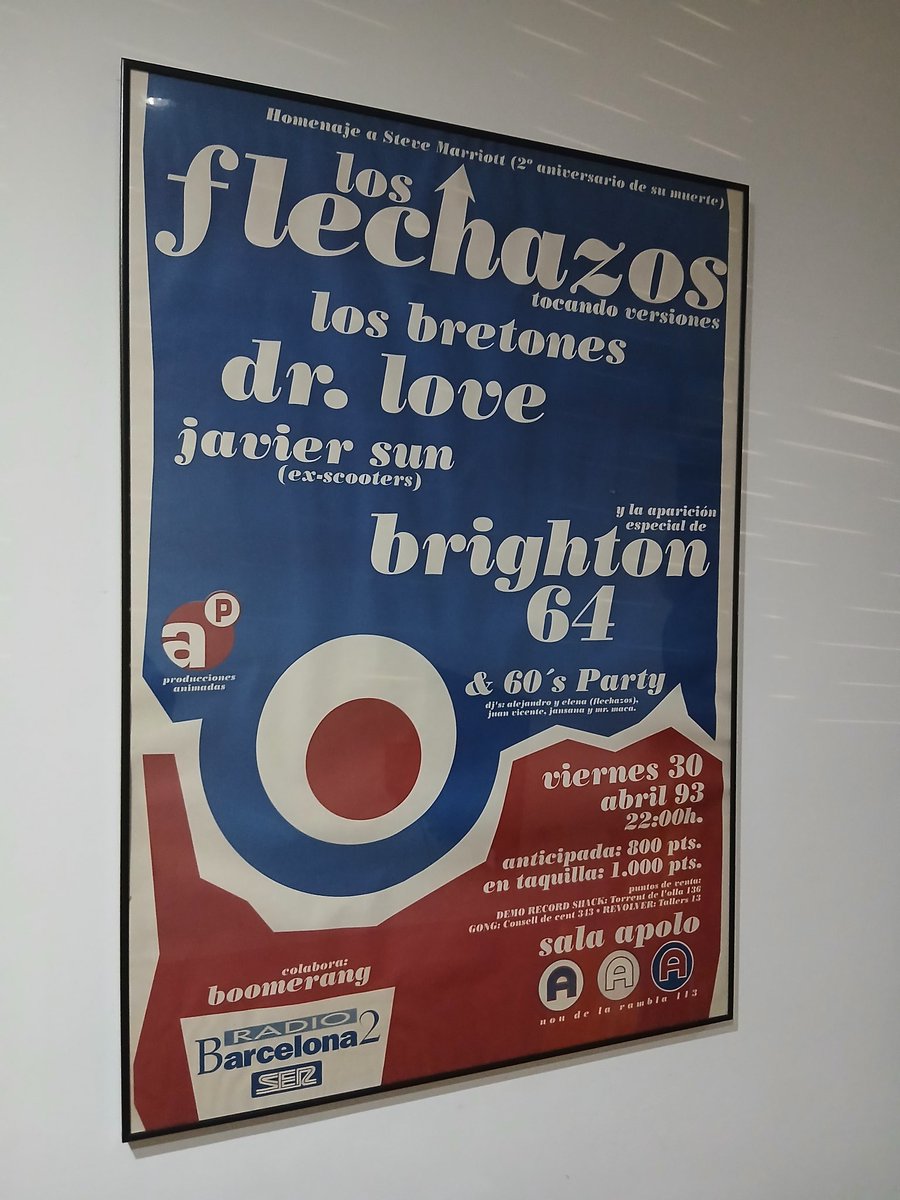 Homenaje a Steve Marriott (2º aniversario de su muerte)
los
flechazos
tocando versiones
los bretones
dr. love
javier sun
(ex-scooters)
y la aparición
especial de
brighton
64
a p
producciones
animadas
& 60´s Party
dj's: alejandro y elena (flechazos),
juan vicente, jansana y mr. maca.
viernes 30
abril 93
22:00h.
anticipada: 800 pts.
en taquilla: 1.000 pts.
puntos de venta:
DEMO RECORD SHACK: Torrent de l'olla 136
GONG: Consell de cent 343 • REVOLVER: Tallers 13
sala apolo
A A A
nou de la rambla 113
colabora:
boomerang
RADIO
Barcelona 2
SER